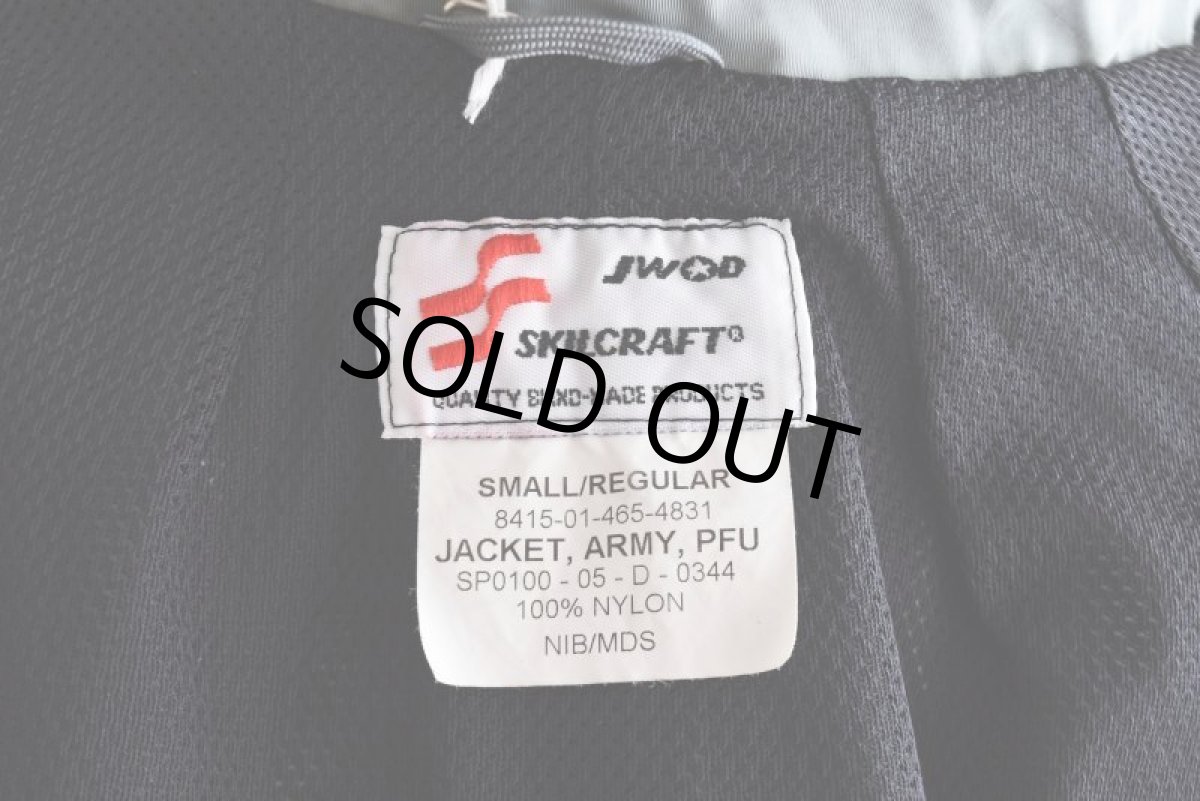 JWOD
SKILCRAFT®
QUALITY BLIND-MADE PRODUCTS
SOLD OUT
SMALL/REGULAR
8415-01-465-4831
JACKET, ARMY, PFU
SP0100 - 05 - D - 0344
100% NYLON
NIB/MDS